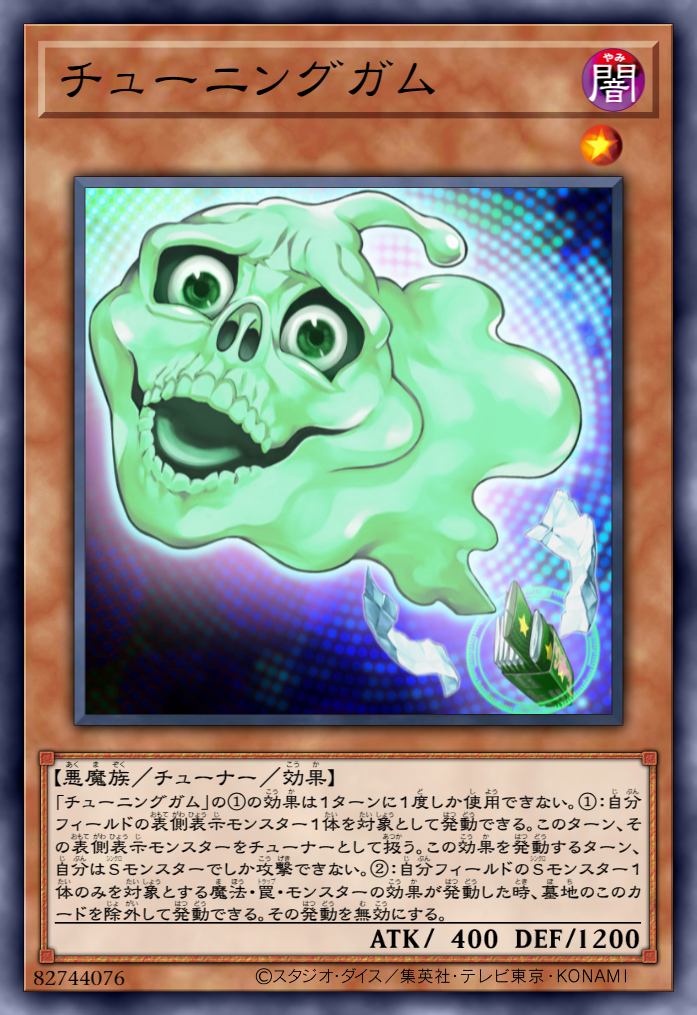 チューニングガム
やみ
闇
【悪魔族／チューナー／効果】
「チューニングガム」の①の効果は1ターンに1度しか使用できない。①：自分
フィールドの表側表示モンスター1体を対象として発動できる。このターン、そ
の表側表示モンスターをチューナーとして扱う。この効果を発動するターン、
自分はSモンスターでしか攻撃できない。②：自分フィールドのSモンスター1
体のみを対象とする魔法・罠・モンスターの効果が発動した時、墓地のこのカ
ードを除外して発動できる。その発動を無効にする。
ATK/ 400 DEF/1200
82744076 ©スタジオ・ダイス／集英社・テレビ東京・KONAMI